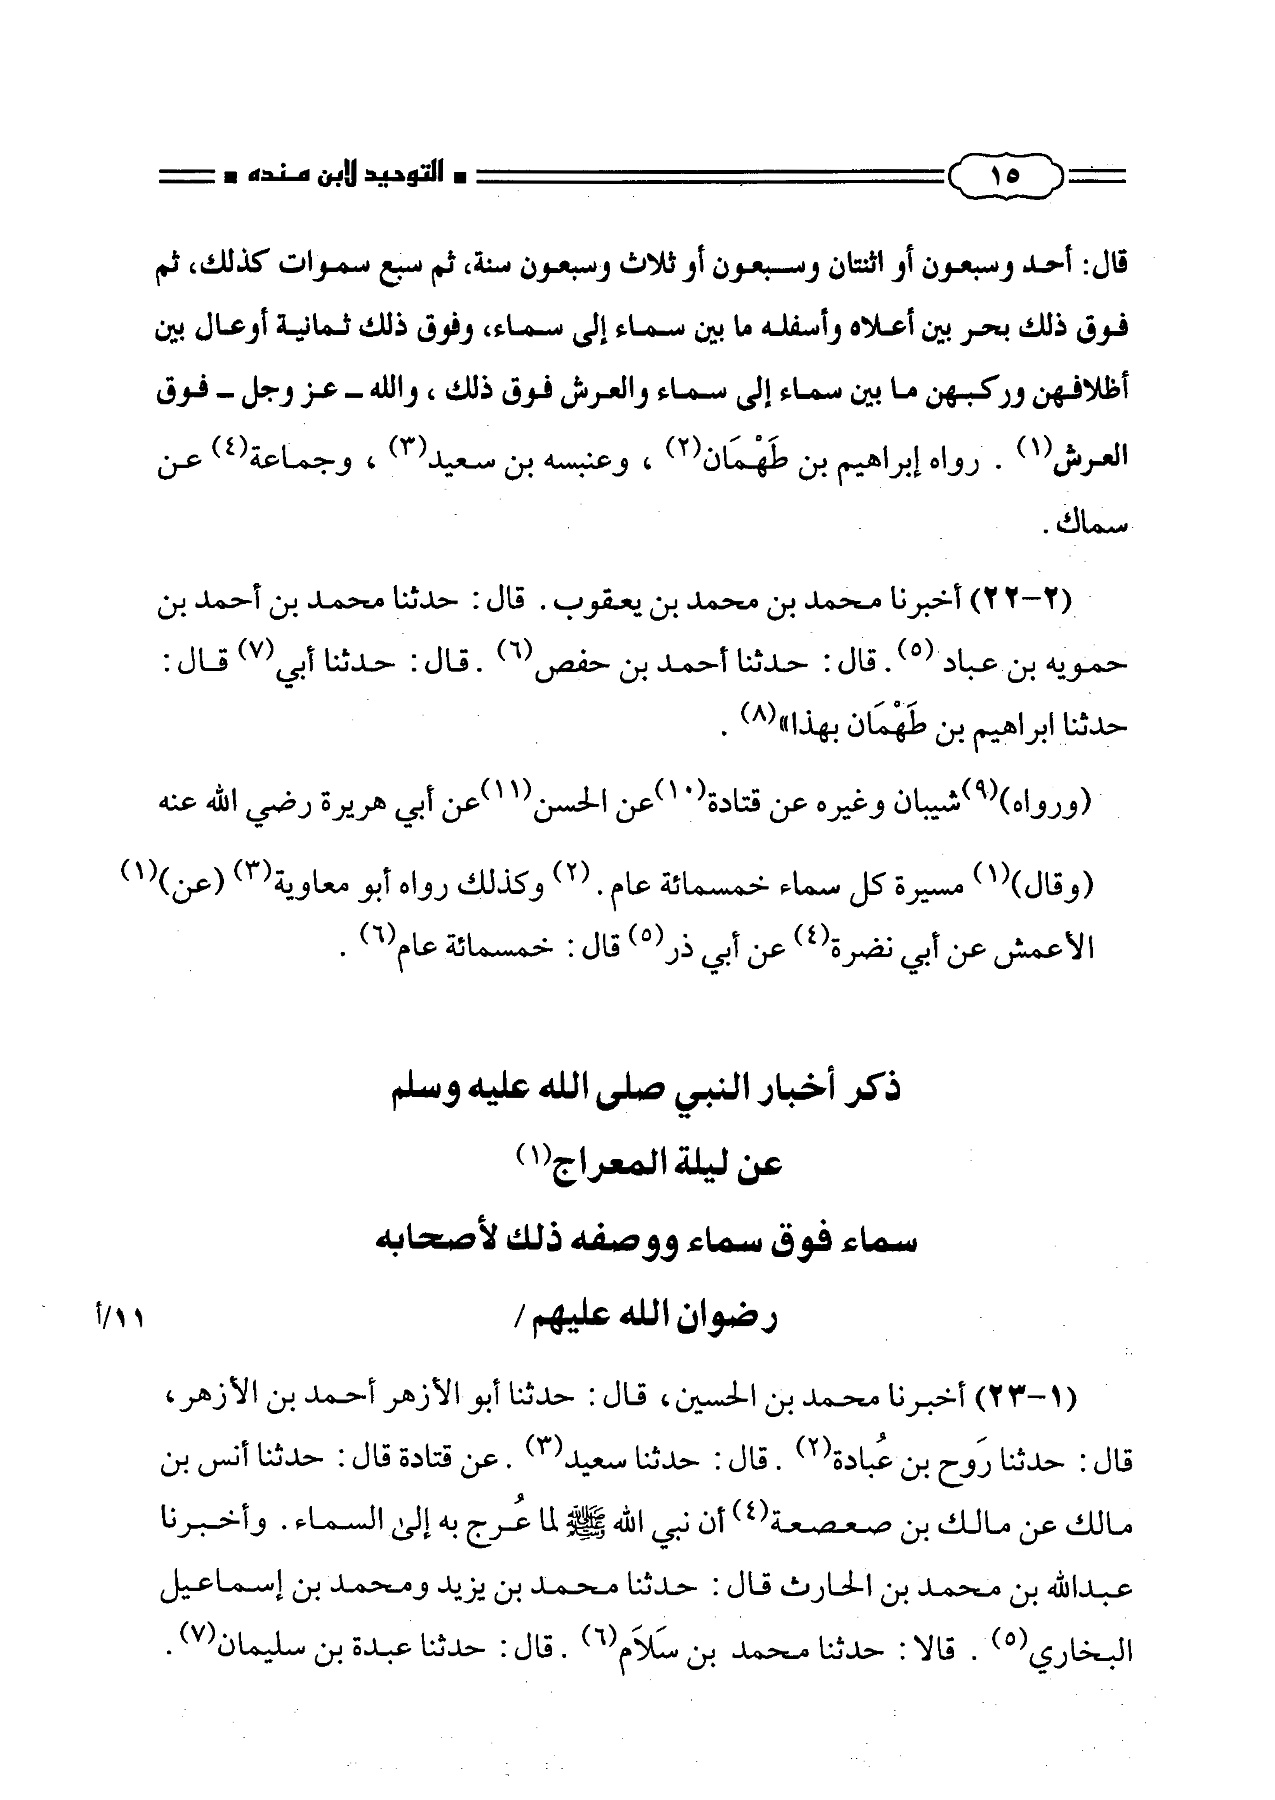 ١٥ ■ التوحيد لابن منده ■
قال: أحد وسبعون أو اثنتان وسبعون أو ثلاث وسبعون سنة، ثم سبع سموات كذلك، ثم
فوق ذلك بحر بين أعلاه وأسفله ما بين سماء إلى سماء، وفوق ذلك ثمانية أوعال بين
أظلافهن وركبهن ما بين سماء إلى سماء والعرش فوق ذلك ، والله ـ عز وجل ـ فوق
العرش(١) . رواه إبراهيم بن طَهْمَان(٢) ، وعنبسه بن سعيد(٣) ، وجماعة(٤) عن
سماك .
(٢-٢٢) أخبرنا محمد بن محمد بن يعقوب . قال : حدثنا محمد بن أحمد بن
حمويه بن عباد (٥) . قال : حدثنا أحمد بن حفص(٦) . قال : حدثنا أبي(٧) قال :
حدثنا ابراهيم بن طَهْمَان بهذا»(٨) .
(ورواه)(٩)شيبان وغيره عن قتادة(١٠)عن الحسن(١١)عن أبي هريرة رضي الله عنه
(وقال)(١) مسيرة كل سماء خمسمائة عام . (٢) وكذلك رواه أبو معاوية(٣) (عن)(١)
الأعمش عن أبي نضرة(٤) عن أبي ذر(٥) قال : خمسمائة عام(٦) .
ذكر أخبار النبي صلى الله عليه وسلم
عن ليلة المعراج(١)
سماء فوق سماء ووصفه ذلك لأصحابه
رضوان الله عليهم / ١١/أ
(١-٢٣) أخبرنا محمد بن الحسين، قال : حدثنا أبو الأزهر أحمد بن الأزهر ،
قال : حدثنا رَوح بن عُبادة(٢) . قال : حدثنا سعيد(٣) . عن قتادة قال : حدثنا أنس بن
مالك عن مالك بن صعصعة(٤) أن نبي الله ﷺ لما عُرج به إلى السماء . وأخبرنا
عبدالله بن محمد بن الحارث قال : حدثنا محمد بن يزيد ومحمد بن إسماعيل
البخاري(٥) . قالا : حدثنا محمد بن سَلاَم(٦) . قال : حدثنا عبدة بن سليمان(٧) .